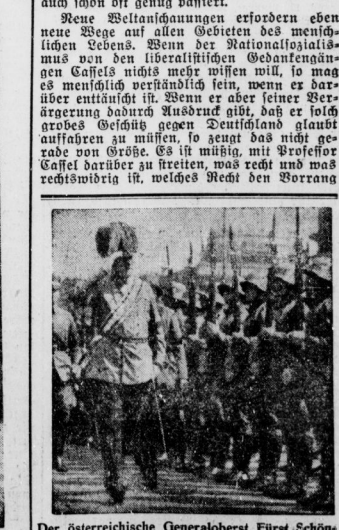 auch schon oft genug passiert.
Neue Weltanschauungen erfordern eben
neue Wege auf allen Gebieten des mensch-
lichen Lebens. Wenn der Nationalsozialis-
mus von den liberalistischen Gedankengän-
gen Cassels nichts mehr wissen will, so mag
es menschlich verständlich sein, wenn er dar-
über enttäuscht ist. Wenn er aber seiner Ver-
ärgerung dadurch Ausdruck gibt, daß er solch
grobes Geschütz gegen Deutschland glaubt
auffahren zu müssen, so zeugt das nicht ge-
rade von Größe. Es ist müßig, mit Professor
Cassel darüber zu streiten, was recht und was
rechtswidrig ist, welches Recht den Vorrang
Der österreichische Generaloberst Fürst Schön-